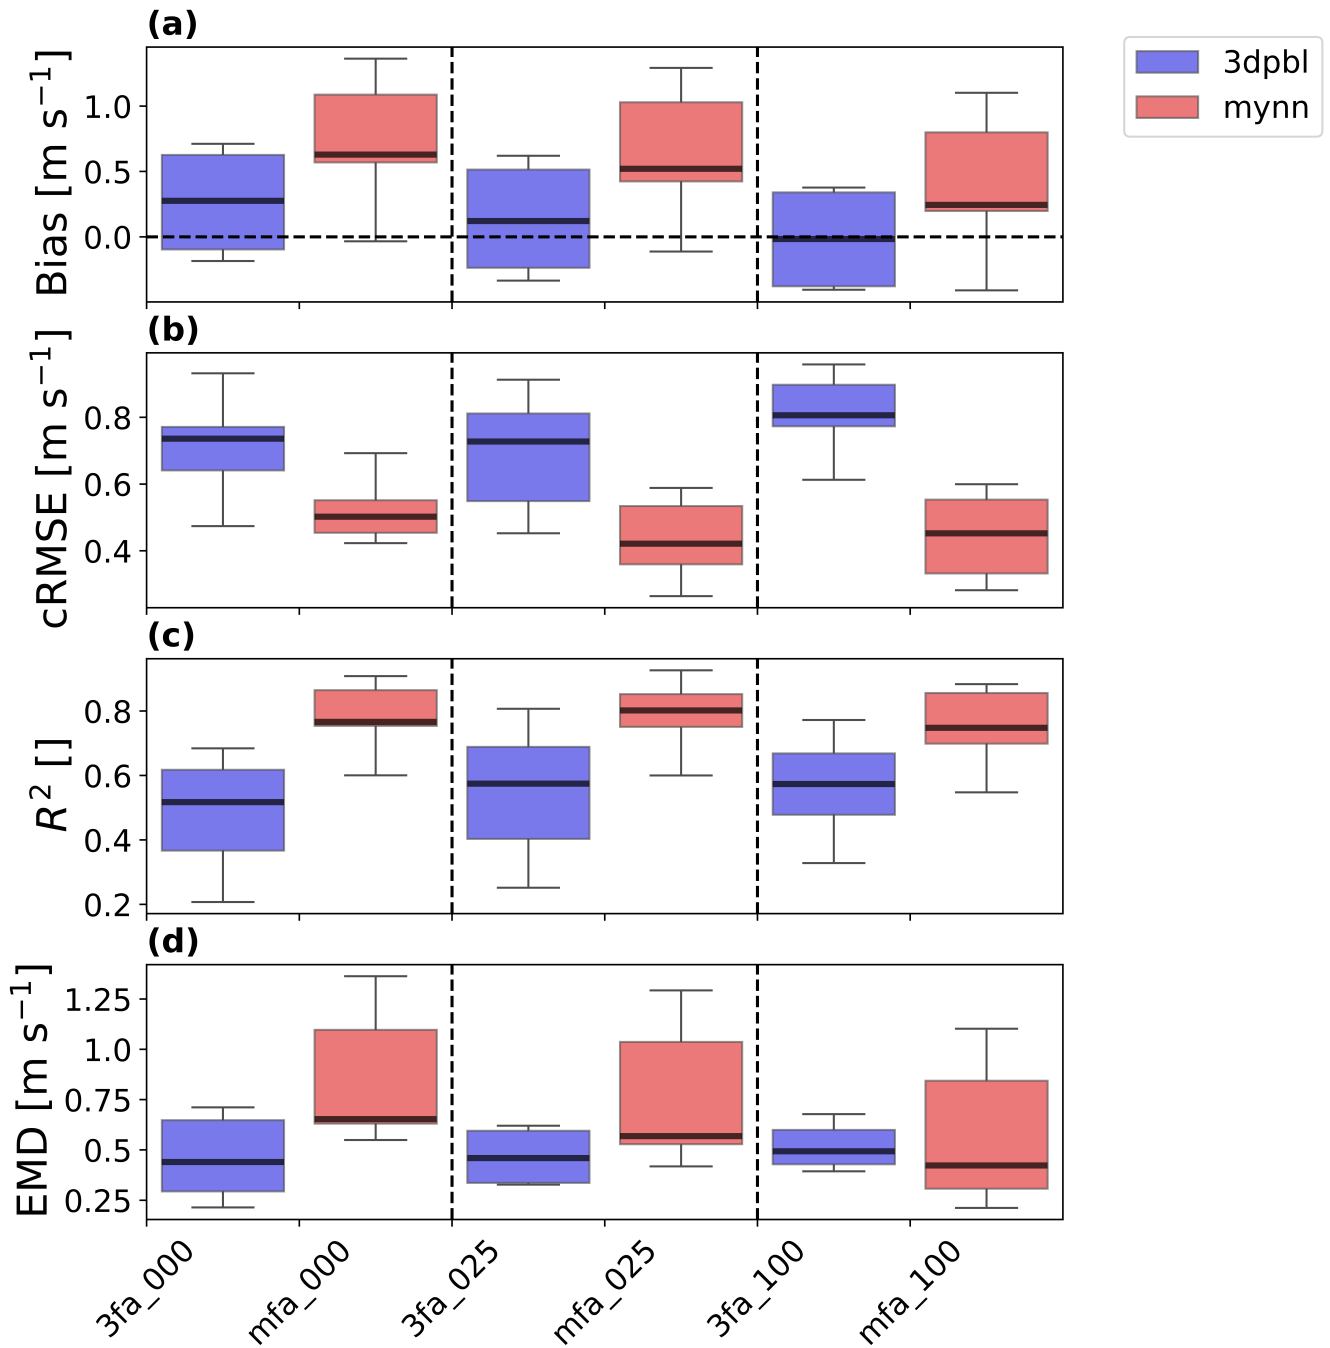 (a)
3dpbl
mynn
Bias [m s⁻¹]
1.0
0.5
0.0
(b)
cRMSE [m s⁻¹]
0.8
0.6
0.4
(c)
R² []
0.8
0.6
0.4
0.2
(d)
EMD [m s⁻¹]
1.25
1.0
0.75
0.5
0.25
3fa_000
mfa_000
3fa_025
mfa_025
3fa_100
mfa_100